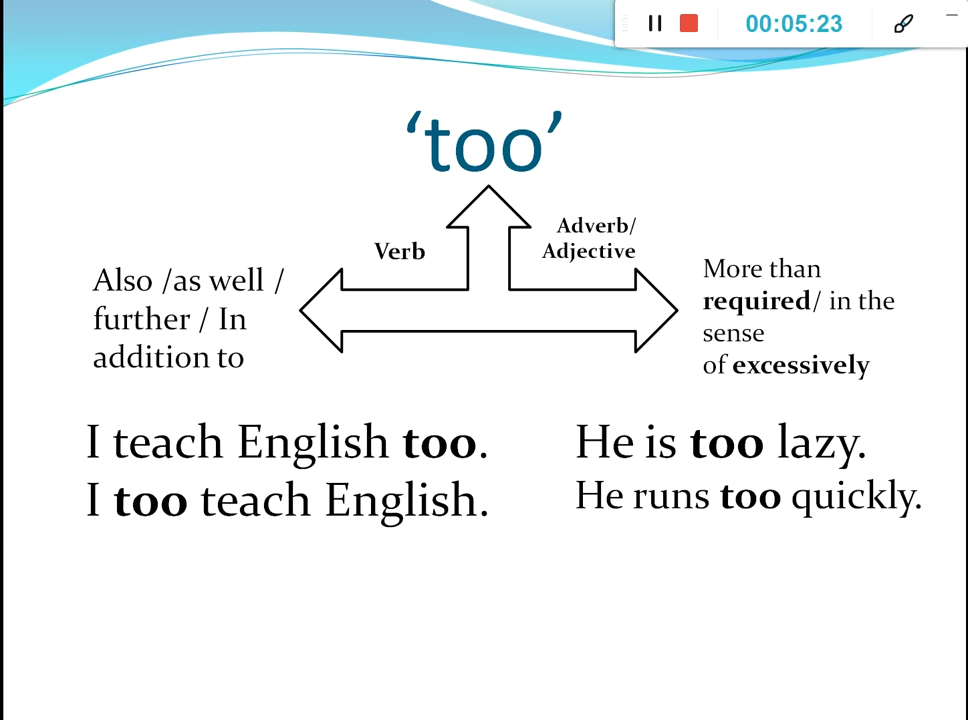 00:05:23
‘too’
Verb
Adverb/
Adjective
Also /as well /
further / In
addition to
More than
required/ in the
sense
of excessively
I teach English too.
I too teach English.
He is too lazy.
He runs too quickly.